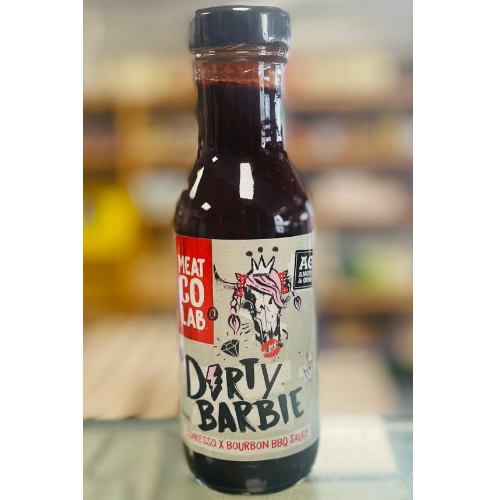 MEAT
CO
LAB
DIRTY
BARBIE
ESPRESSO X BOURBON BBQ SAUCE